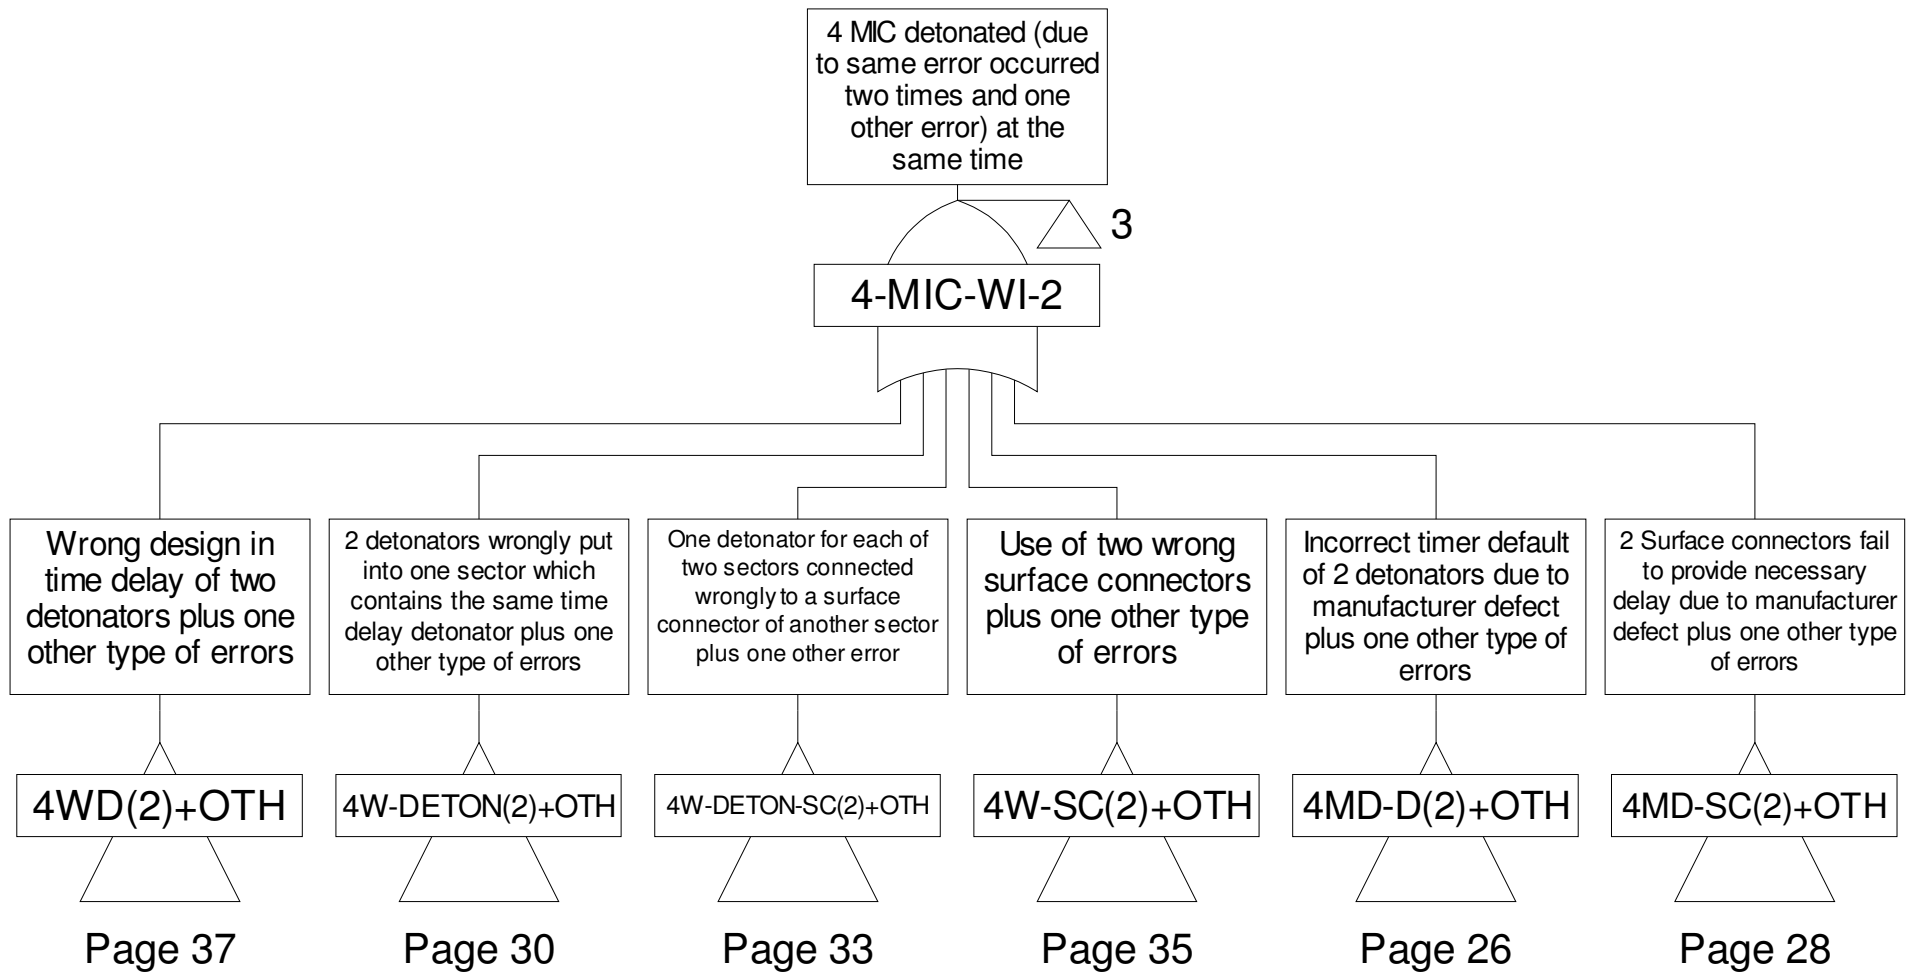 4 MIC detonated (due
to same error occurred
two times and one
other error) at the
same time
3
4-MIC-WI-2
Wrong design in
time delay of two
detonators plus one
other type of errors
2 detonators wrongly put
into one sector which
contains the same time
delay detonator plus one
other type of errors
One detonator for each of
two sectors connected
wrongly to a surface
connector of another sector
plus one other error
Use of two wrong
surface connectors
plus one other type
of errors
Incorrect timer default
of 2 detonators due to
manufacturer defect
plus one other type of
errors
2 Surface connectors fail
to provide necessary
delay due to manufacturer
defect plus one other type
of errors
4WD(2)+OTH
4W-DETON(2)+OTH
4W-DETON-SC(2)+OTH
4W-SC(2)+OTH
4MD-D(2)+OTH
4MD-SC(2)+OTH
Page 37
Page 30
Page 33
Page 35
Page 26
Page 28